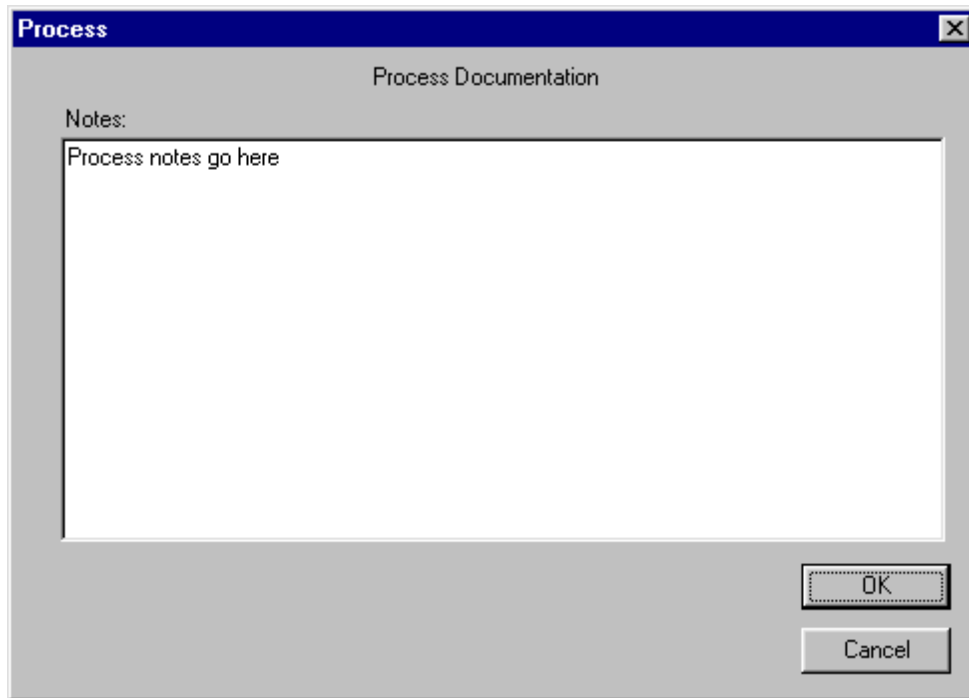 Process
Process Documentation
Notes:
Process notes go here
OK
Cancel